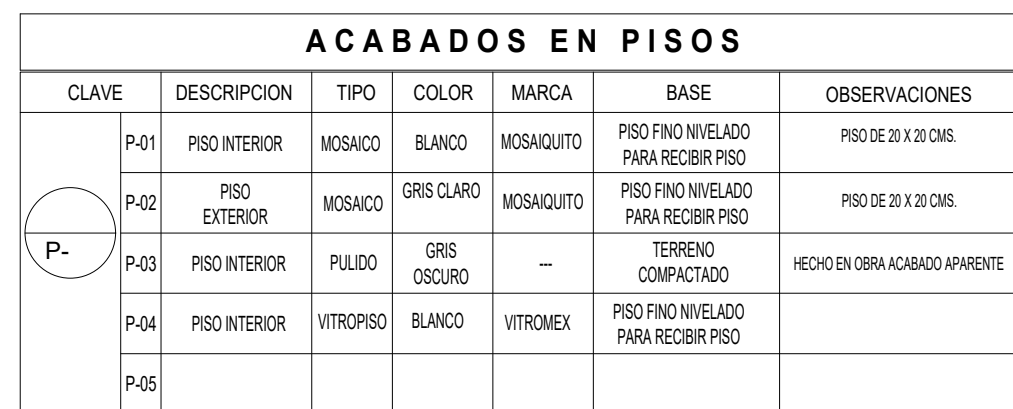 ACABADOS EN PISOS
CLAVE DESCRIPCION TIPO COLOR MARCA BASE OBSERVACIONES
P-
P-01 PISO INTERIOR MOSAICO BLANCO MOSAIQUITO PISO FINO NIVELADO PARA RECIBIR PISO PISO DE 20 X 20 CMS.
P-02 PISO EXTERIOR MOSAICO GRIS CLARO MOSAIQUITO PISO FINO NIVELADO PARA RECIBIR PISO PISO DE 20 X 20 CMS.
P-03 PISO INTERIOR PULIDO GRIS OSCURO --- TERRENO COMPACTADO HECHO EN OBRA ACABADO APARENTE
P-04 PISO INTERIOR VITROPISO BLANCO VITROMEX PISO FINO NIVELADO PARA RECIBIR PISO
P-05